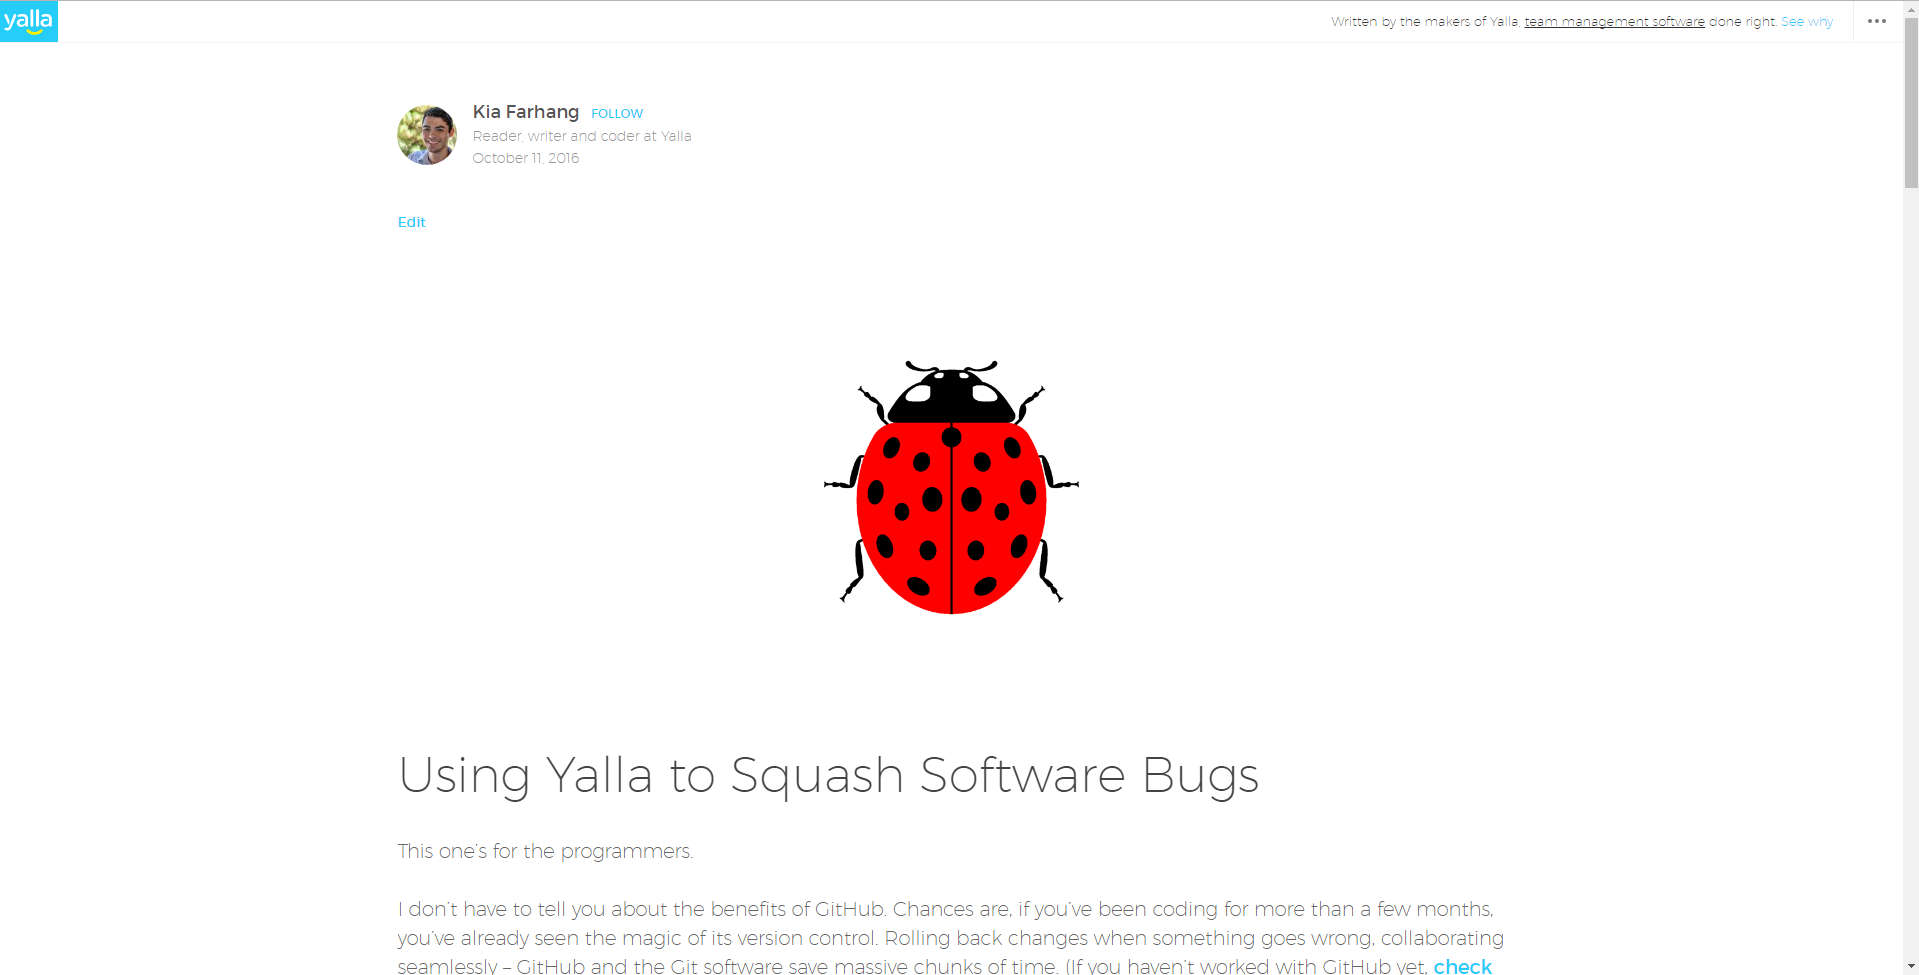 yalla
Written by the makers of Yalla, team management software done right. See why
Kia Farhang FOLLOW
Reader, writer and coder at Yalla
October 11, 2016
Edit
Using Yalla to Squash Software Bugs
This one's for the programmers.
I don't have to tell you about the benefits of GitHub. Chances are, if you've been coding for more than a few months,
you've already seen the magic of its version control. Rolling back changes when something goes wrong, collaborating
seamlessly – GitHub and the Git software save massive chunks of time. (If you haven't worked with GitHub yet, check